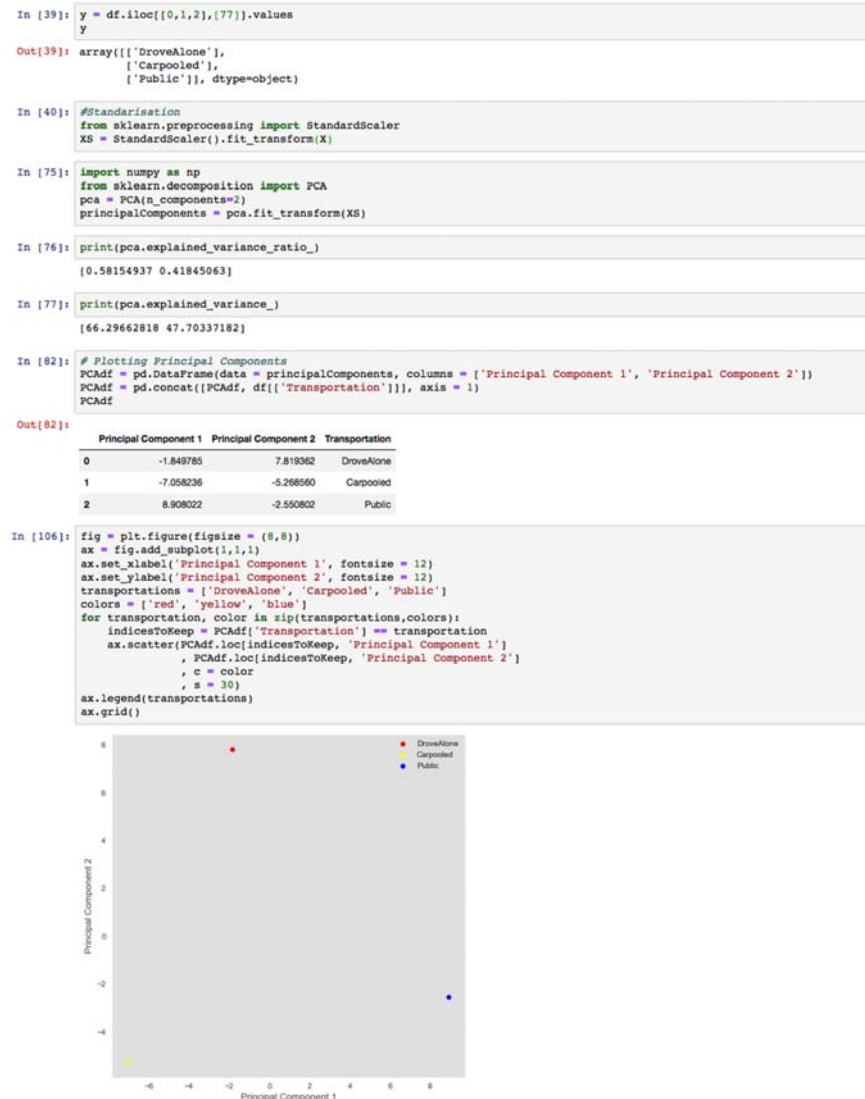 In [39]: y = df.iloc[[0,1,2],[77]].values
y
Out[39]: array([['DroveAlone'],
['Carpooled'],
['Public']], dtype=object)
In [40]: #Standarisation
from sklearn.preprocessing import StandardScaler
XS = StandardScaler().fit_transform(X)
In [75]: import numpy as np
from sklearn.decomposition import PCA
pca = PCA(n_components=2)
principalComponents = pca.fit_transform(XS)
In [76]: print(pca.explained_variance_ratio_)
[0.58154937 0.41845063]
In [77]: print(pca.explained_variance_)
[66.29662818 47.70337182]
In [82]: # Plotting Principal Components
PCAdf = pd.DataFrame(data = principalComponents, columns = ['Principal Component 1', 'Principal Component 2'])
PCAdf = pd.concat([PCAdf, df[['Transportation']]], axis = 1)
PCAdf
Out[82]:
Principal Component 1 Principal Component 2 Transportation
0 -1.849785 7.819362 DroveAlone
1 -7.058236 -5.268560 Carpooled
2 8.908022 -2.550802 Public
In [106]: fig = plt.figure(figsize = (8,8))
ax = fig.add_subplot(1,1,1)
ax.set_xlabel('Principal Component 1', fontsize = 12)
ax.set_ylabel('Principal Component 2', fontsize = 12)
transportations = ['DroveAlone', 'Carpooled', 'Public']
colors = ['red', 'yellow', 'blue']
for transportation, color in zip(transportations,colors):
indicesToKeep = PCAdf['Transportation'] == transportation
ax.scatter(PCAdf.loc[indicesToKeep, 'Principal Component 1']
, PCAdf.loc[indicesToKeep, 'Principal Component 2']
, c = color
, s = 30)
ax.legend(transportations)
ax.grid()
DroveAlone
Carpooled
Public
8
6
4
2
0
-2
-4
Principal Component 2
-6 -4 -2 0 2 4 6 8
Principal Component 1